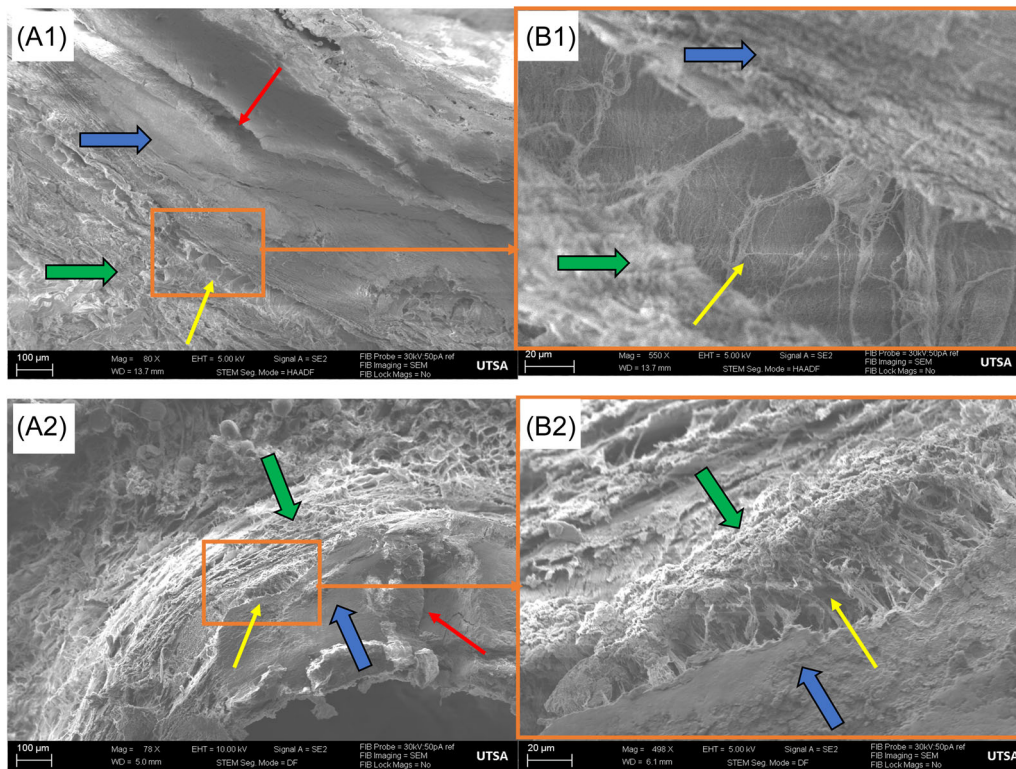 (A1)
100 µm
Mag = 80 X
EHT = 5.00 kV
Signal A = SE2
FIB Probe = 30kV:50pA ref
FIB Imaging = SEM
WD = 13.7 mm
STEM Seg. Mode = HAADF
FIB Lock Mags = No
UTSA
(B1)
20 µm
Mag = 550 X
EHT = 5.00 kV
Signal A = SE2
FIB Probe = 30kV:50pA ref
FIB Imaging = SEM
WD = 13.7 mm
STEM Seg. Mode = HAADF
FIB Lock Mags = No
UTSA
(A2)
100 µm
Mag = 78 X
EHT = 10.00 kV
Signal A = SE2
FIB Probe = 30kV:50pA ref
FIB Imaging = SEM
WD = 5.0 mm
STEM Seg. Mode = DF
FIB Lock Mags = No
UTSA
(B2)
20 µm
Mag = 498 X
EHT = 5.00 kV
Signal A = SE2
FIB Probe = 30kV:50pA ref
FIB Imaging = SEM
WD = 6.1 mm
STEM Seg. Mode = DF
FIB Lock Mags = No
UTSA